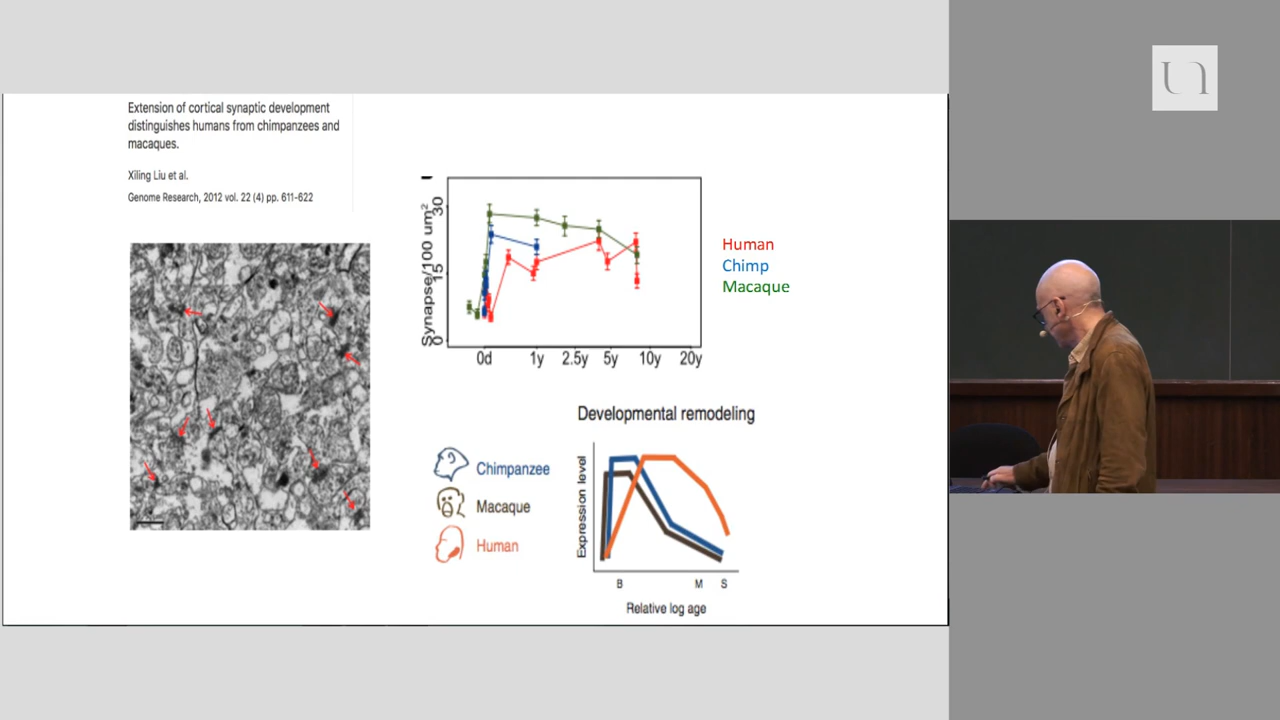 Extension of cortical synaptic development
distinguishes humans from chimpanzees and
macaques.
Xiling Liu et al.
Genome Research, 2012 vol. 22 (4) pp. 611-622
Synapse/100 um²
30
15
0
0d 1y 2.5y 5y 10y 20y
Human
Chimp
Macaque
Developmental remodeling
Chimpanzee
Macaque
Human
Expression level
B M S
Relative log age